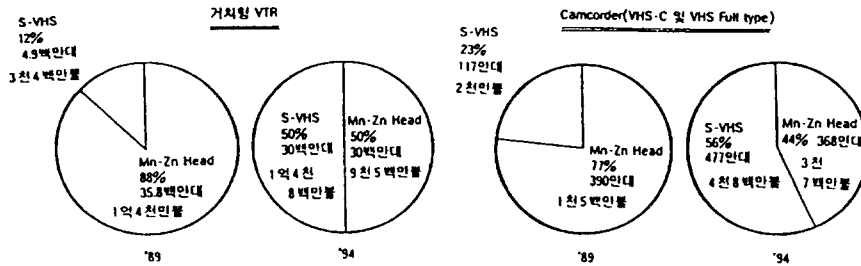 거치형 VTR
S-VHS
12%
4.9백만대
3천4백만불
Mn-Zn Head
88%
35.8백만대
1억4천만불
'89
S-VHS
50%
30백만대
1억4천
8백만불
Mn-Zn Head
50%
30백만대
9천5백만불
'94
Camcorder(VHS-C 및 VHS Full type)
S-VHS
23%
117만대
2천만불
Mn-Zn Head
77%
390만대
1천5백만불
'89
S-VHS
56%
477만대
4천8백만불
Mn-Zn Head
44% 368만대
3천
7백만불
'94